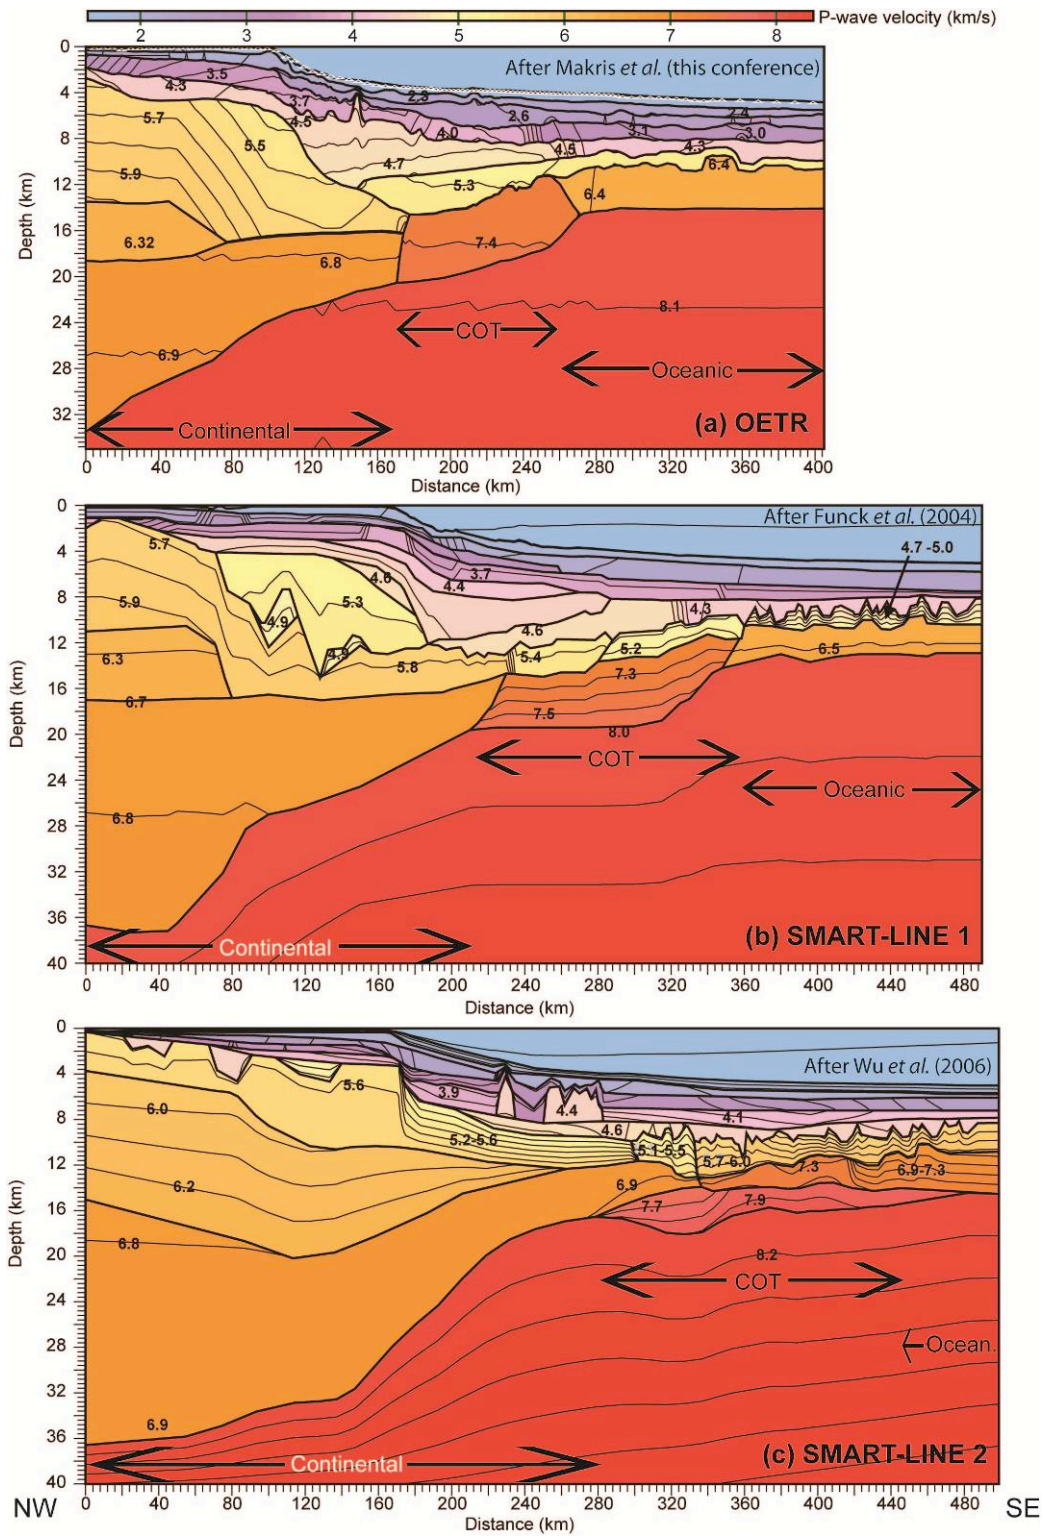 2 3 4 5 6 7 8 P-wave velocity (km/s)
After Makris et al. (this conference)
0 4 8 12 16 20 24 28 32
Depth (km)
3.5 2.3
4.3 3.7 2.6 2.4
5.7 4.5 4.0 3.1 3.0
5.5 4.5 4.3
5.9 4.7 6.4
5.3 6.4
6.32 7.4
6.8
8.1
COT
6.9
Oceanic
Continental
(a) OETR
0 40 80 120 160 200 240 280 320 360 400
Distance (km)
After Funck et al. (2004)
0 4 8 12 16 20 24 28 32 36 40
Depth (km)
5.7 4.7 -5.0
4.6 4.4 3.7
5.9 5.3 4.3
4.9 4.6
6.3 4.9 5.8 5.4 5.2 6.5
7.3
6.7 7.5
8.0
COT
Oceanic
6.8
Continental
(b) SMART-LINE 1
0 40 80 120 160 200 240 280 320 360 400 440 480
Distance (km)
After Wu et al. (2006)
0 4 8 12 16 20 24 28 32 36 40
Depth (km)
5.6 3.9
6.0 4.4 4.1
4.6
5.2-5.6 5.1-5.5
5.7-6.0 7.3 6.9-7.3
6.2 6.9
7.7 7.9
6.8
8.2
COT
Ocean.
6.9
Continental
(c) SMART-LINE 2
NW 0 40 80 120 160 200 240 280 320 360 400 440 480 SE
Distance (km)